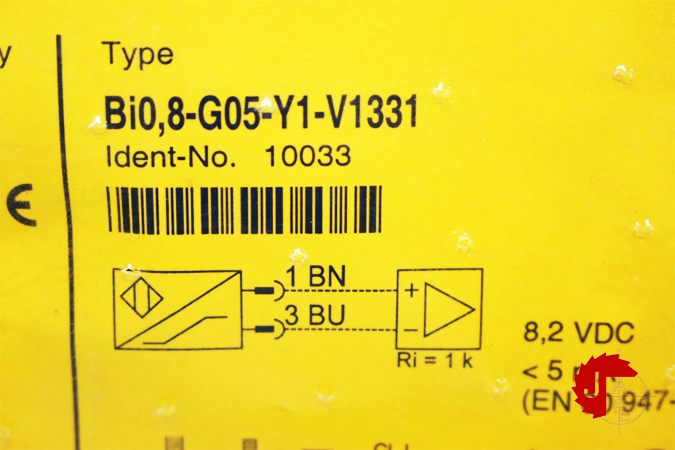 y
Type
Bi0,8-G05-Y1-V1331
Ident-No. 10033
CE
1 BN
+
3 BU
-
Ri = 1 k
8,2 VDC
< 5
(EN 947-